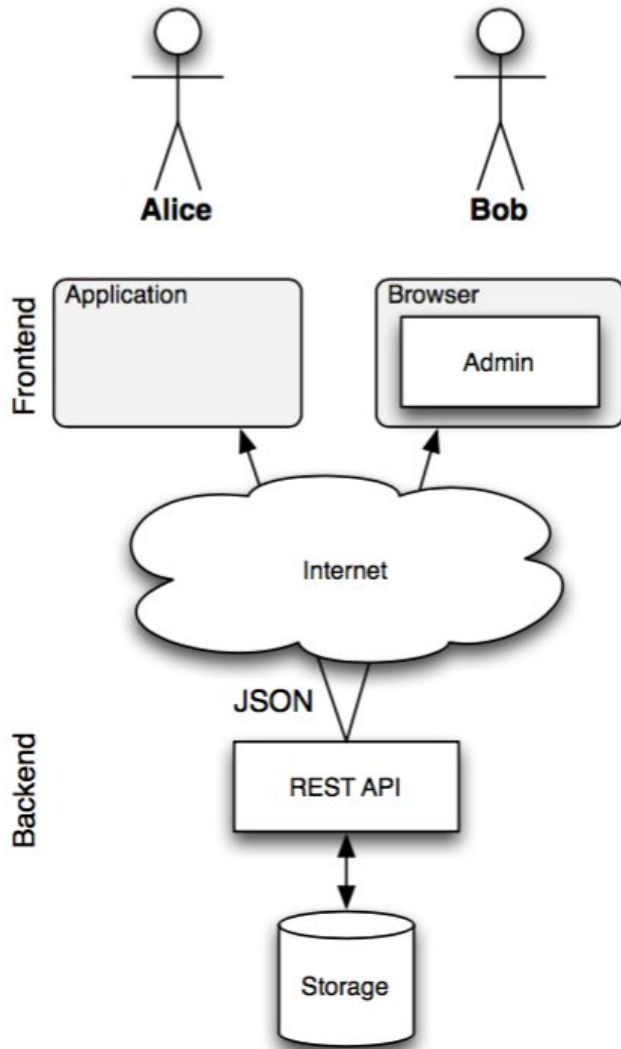 Alice
Bob
Frontend
Application
Browser
Admin
Internet
JSON
Backend
REST API
Storage